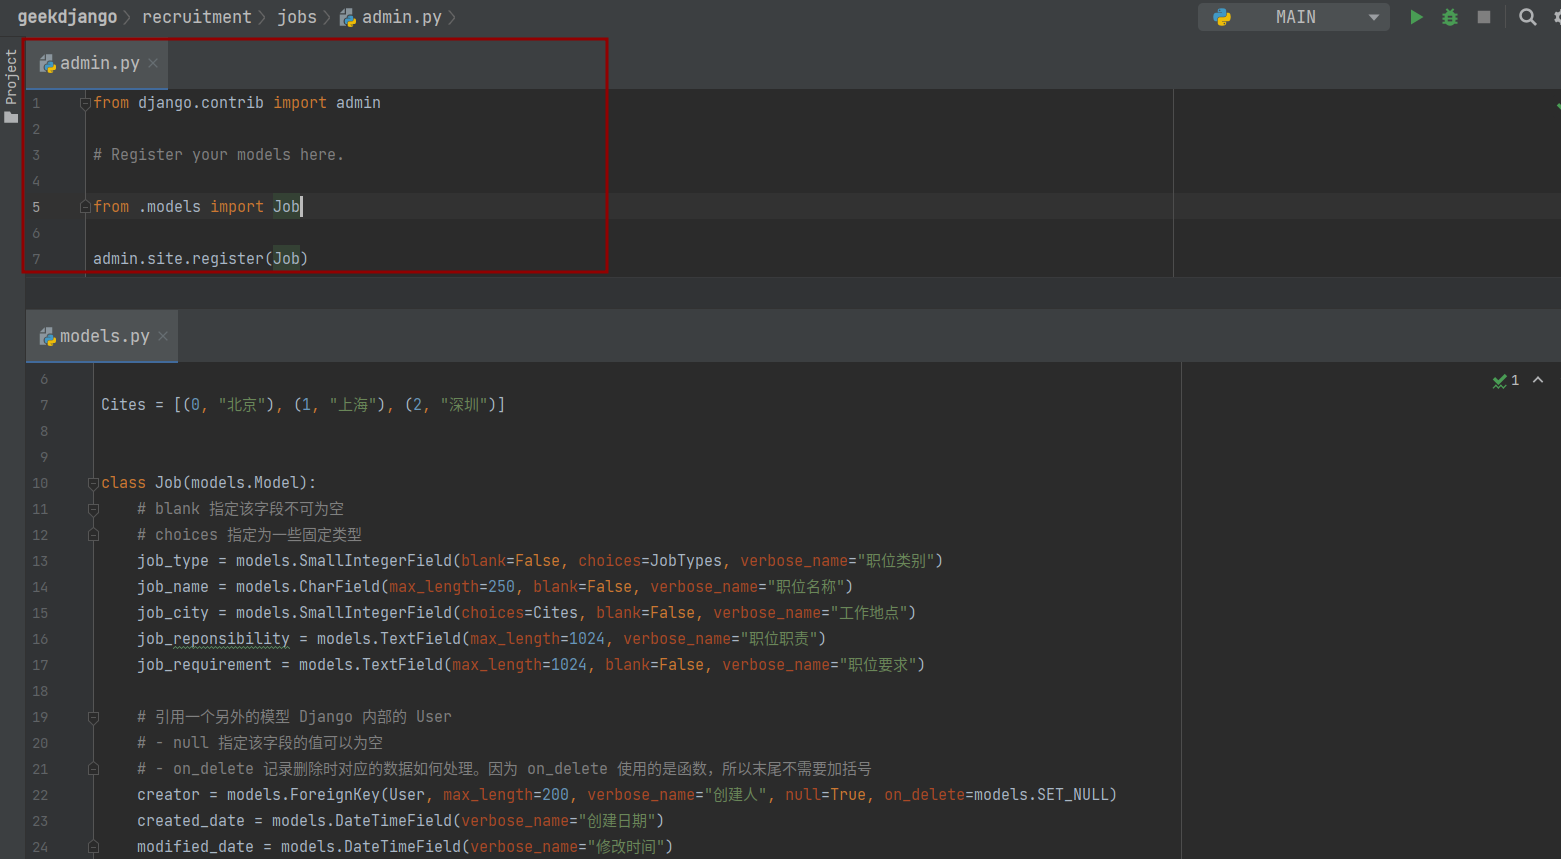 geekdjango recruitment jobs admin.py
MAIN
Project
admin.py
1 from django.contrib import admin
2
3 # Register your models here.
4
5 from .models import Job
6
7 admin.site.register(Job)
models.py
1
6
7 Cites = [(0, "北京"), (1, "上海"), (2, "深圳")]
8
9
10 class Job(models.Model):
11     # blank 指定该字段不可为空
12     # choices 指定为一些固定类型
13     job_type = models.SmallIntegerField(blank=False, choices=JobTypes, verbose_name="职位类别")
14     job_name = models.CharField(max_length=250, blank=False, verbose_name="职位名称")
15     job_city = models.SmallIntegerField(choices=Cites, blank=False, verbose_name="工作地点")
16     job_reponsibility = models.TextField(max_length=1024, verbose_name="职位职责")
17     job_requirement = models.TextField(max_length=1024, blank=False, verbose_name="职位要求")
18
19     # 引用一个另外的模型 Django 内部的 User
20     # - null 指定该字段的值可以为空
21     # - on_delete 记录删除时对应的数据如何处理。因为 on_delete 使用的是函数，所以末尾不需要加括号
22     creator = models.ForeignKey(User, max_length=200, verbose_name="创建人", null=True, on_delete=models.SET_NULL)
23     created_date = models.DateTimeField(verbose_name="创建日期")
24     modified_date = models.DateTimeField(verbose_name="修改时间")